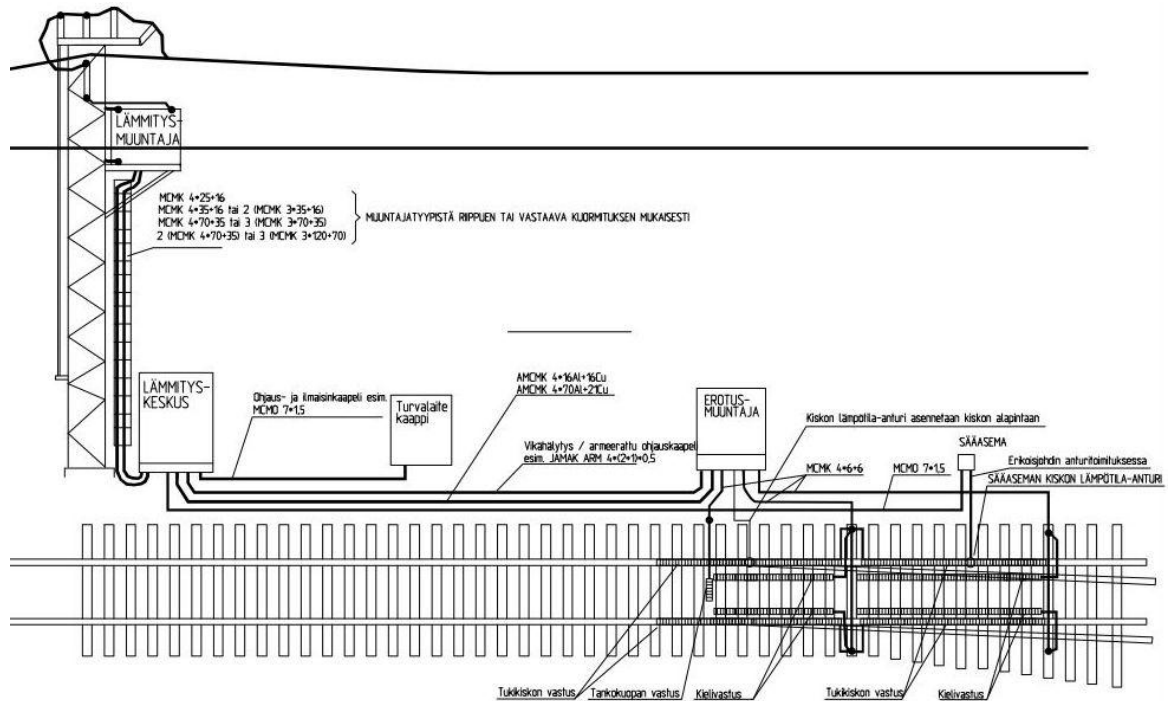 LÄMMITYS-
MUUNTAJA
MCMK 4*25+16
MCMK 4*35+16 tai 2 (MCMK 3*35+16)
MCMK 4*70+35 tai 3 (MCMK 3*70+35)
2 (MCMK 4*70+35) tai 3 (MCMK 3*120+70)
MUUNTAJATYYPISTÄ RIIPPUEN TAI VASTAAVA KUORMITUKSEN MUKAISESTI
LÄMMITYS-
KESKUS
Ohjaus- ja ilmaisinkaapeli esim.
MCMO 7*1,5
Turvalaite
kaappi
AMCMK 4*16Al+16Cu
AMCMK 4*70Al+21Cu
Vikahälytys / armeerattu ohjauskaapeli
esim. JAMAK ARM 4*(2*1)*0,5
EROTUS-
MUUNTAJA
Kiskon lämpötila-anturi asennetaan kiskon alapintaan
SÄÄASEMA
MCMK 4*6+6
MCMO 7*1,5
Erikoisjohdin anturitoimituksessa
SÄÄASEMAN KISKON LÄMPÖTILA-ANTURI
Tukikiskon vastus
Tankokuopan vastus
Kielivastus
Tukikiskon vastus
Kielivastus